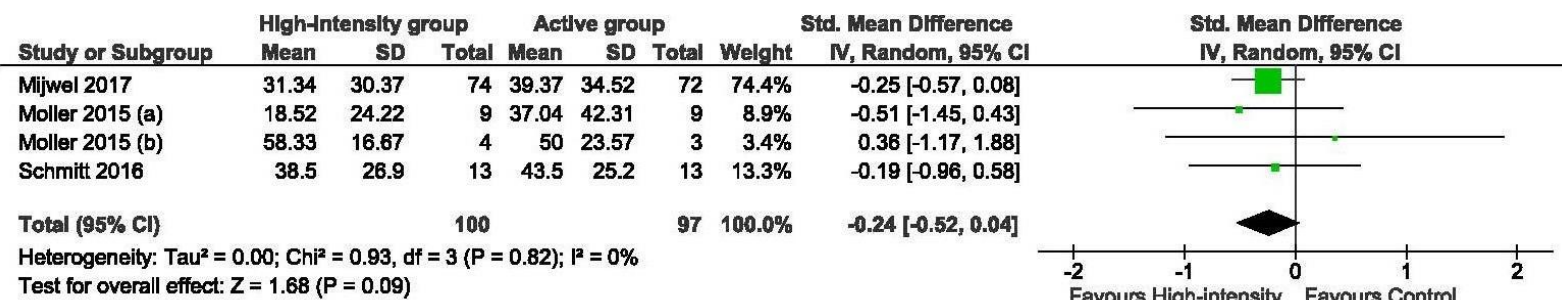 High-Intensity group Active group Std. Mean Difference Std. Mean Difference
Study or Subgroup Mean SD Total Mean SD Total Weight IV, Random, 95% CI IV, Random, 95% CI
Mijwel 2017 31.34 30.37 74 39.37 34.52 72 74.4% -0.25 [-0.57, 0.08]
Moller 2015 (a) 18.52 24.22 9 37.04 42.31 9 8.9% -0.51 [-1.45, 0.43]
Moller 2015 (b) 58.33 16.67 4 50 23.57 3 3.4% 0.36 [-1.17, 1.88]
Schmitt 2016 38.5 26.9 13 43.5 25.2 13 13.3% -0.19 [-0.96, 0.58]
Total (95% CI) 100 97 100.0% -0.24 [-0.52, 0.04]
Heterogeneity: Tau² = 0.00; Chi² = 0.93, df = 3 (P = 0.82); I² = 0%
Test for overall effect: Z = 1.68 (P = 0.09)
-2 -1 0 1 2
Favours High-intensity Favours Control